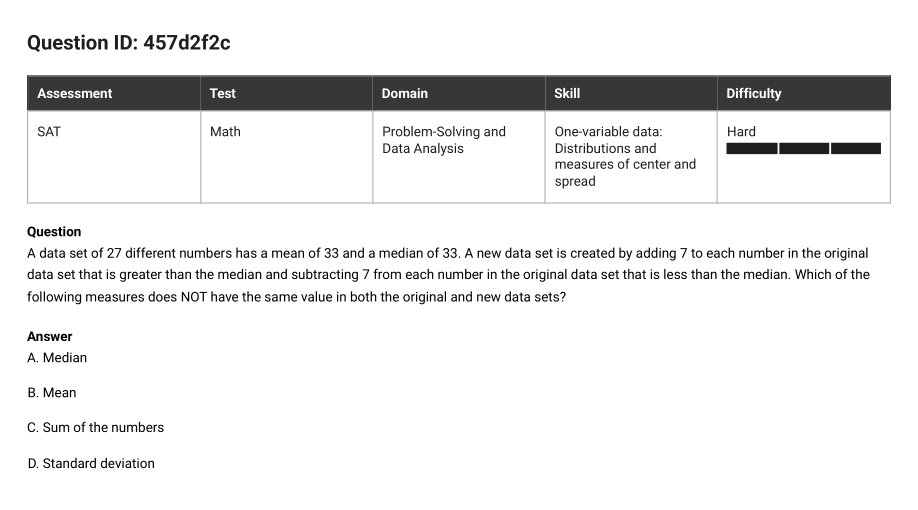 Question ID: 457d2f2c
Assessment Test Domain Skill Difficulty
SAT Math Problem-Solving and Data Analysis One-variable data: Distributions and measures of center and spread Hard
Question
A data set of 27 different numbers has a mean of 33 and a median of 33. A new data set is created by adding 7 to each number in the original
data set that is greater than the median and subtracting 7 from each number in the original data set that is less than the median. Which of the
following measures does NOT have the same value in both the original and new data sets?
Answer
A. Median
B. Mean
C. Sum of the numbers
D. Standard deviation